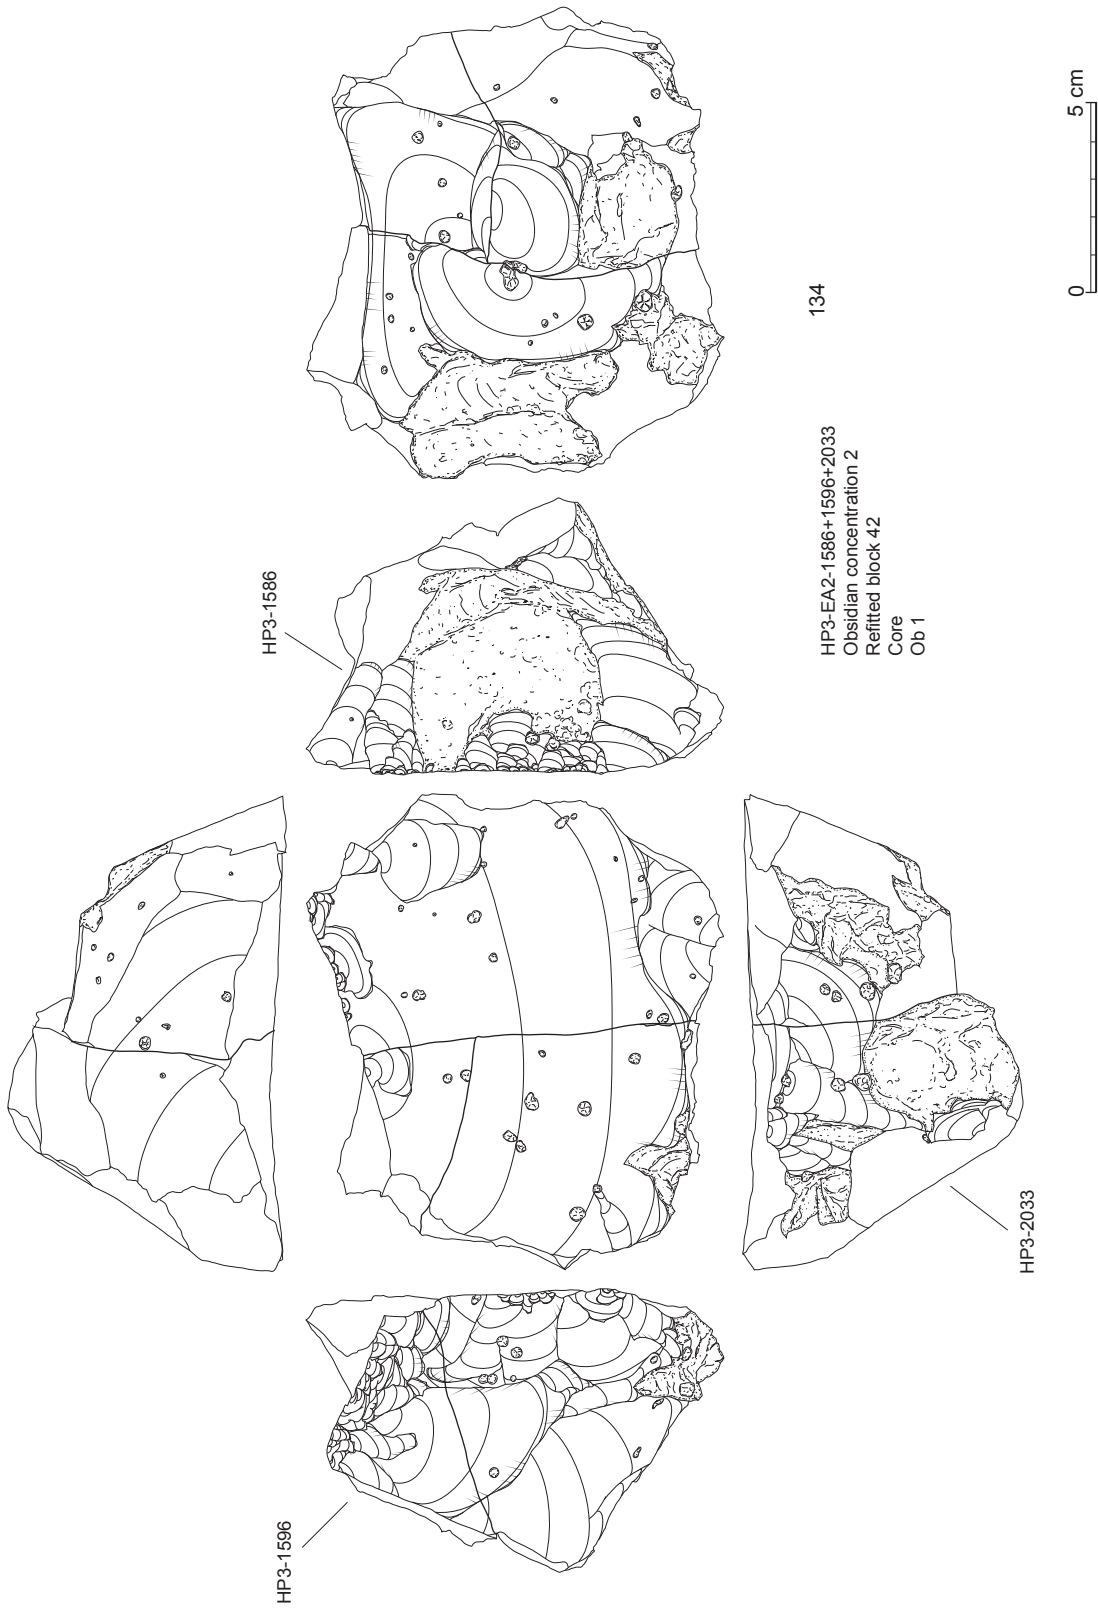 HP3-1596
HP3-2033
HP3-1586
HP3-EA2-1586+1596+2033
Obsidian concentration 2
Refitted block 42
Core
Ob 1
134
0
5 cm